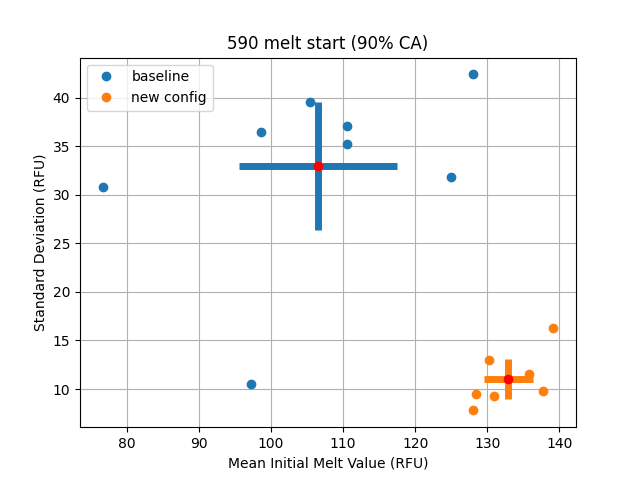 590 melt start (90% CA)
baseline
new config
40
35
30
25
20
15
10
Standard Deviation (RFU)
80 90 100 110 120 130 140
Mean Initial Melt Value (RFU)